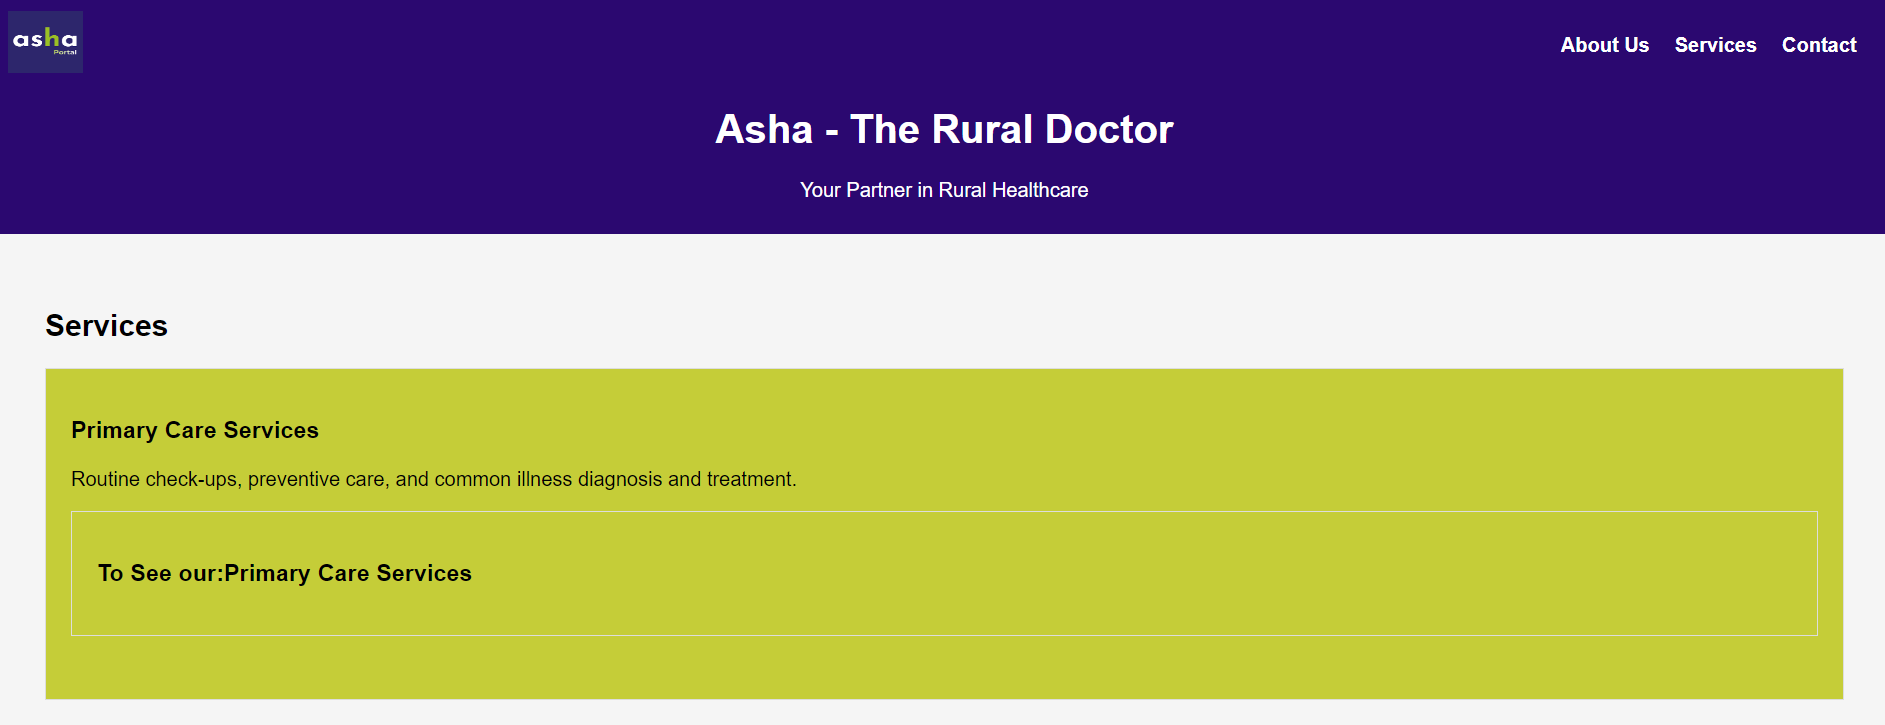 asha
Portal
About Us Services Contact
Asha - The Rural Doctor
Your Partner in Rural Healthcare
Services
Primary Care Services
Routine check-ups, preventive care, and common illness diagnosis and treatment.
To See our:Primary Care Services